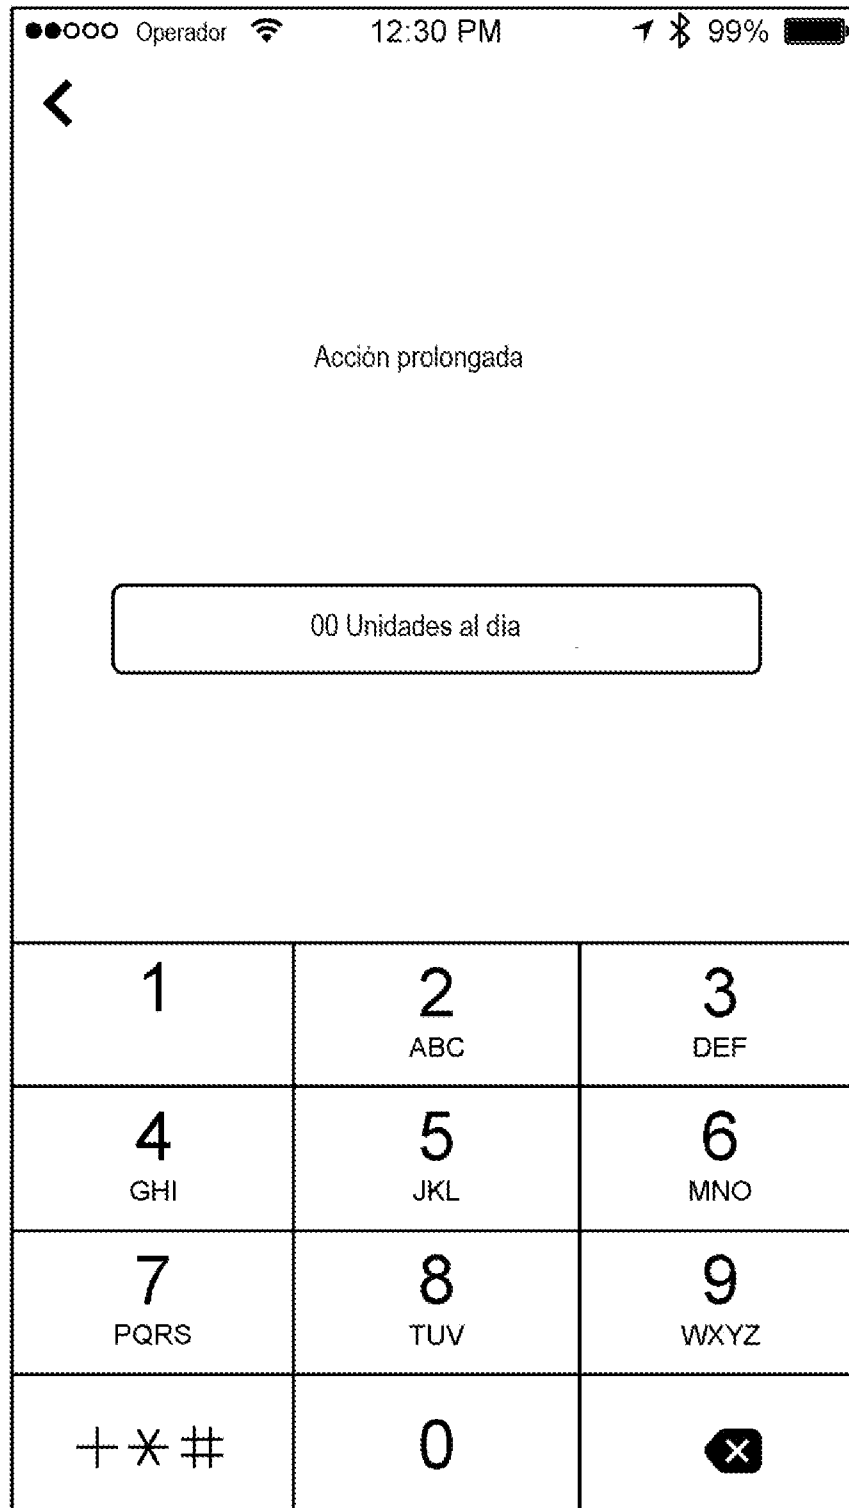 Operador 12:30 PM 99%
Acción prolongada
00 Unidades al dia
1 2 3
ABC DEF
4 5 6
GHI JKL MNO
7 8 9
PQRS TUV WXYZ
+*# 0